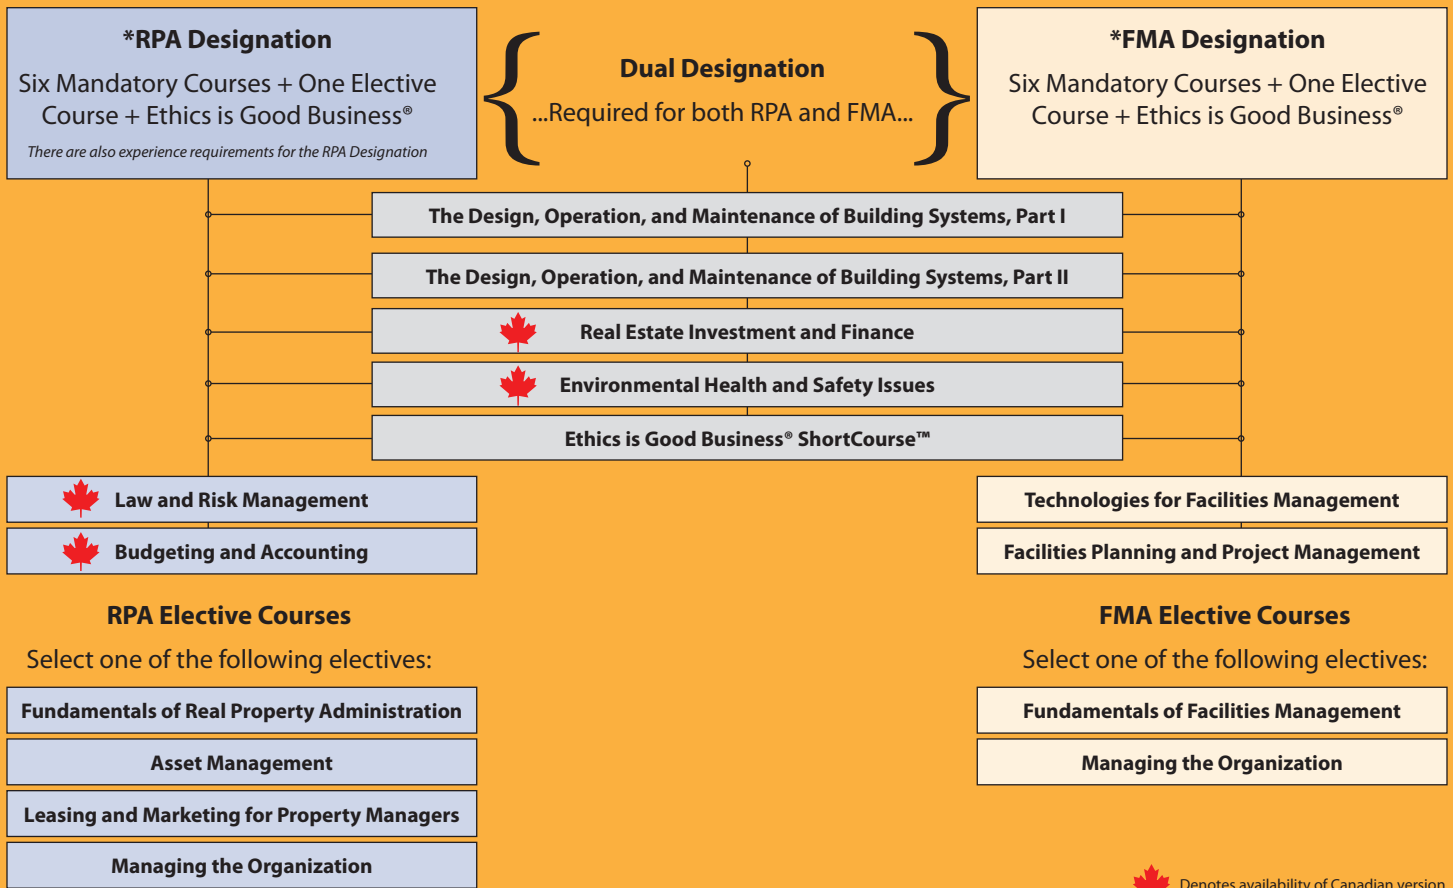 *RPA Designation
Six Mandatory Courses + One Elective
Course + Ethics is Good Business®
There are also experience requirements for the RPA Designation
Dual Designation
...Required for both RPA and FMA...
*FMA Designation
Six Mandatory Courses + One Elective
Course + Ethics is Good Business®
The Design, Operation, and Maintenance of Building Systems, Part I
The Design, Operation, and Maintenance of Building Systems, Part II
Real Estate Investment and Finance
Environmental Health and Safety Issues
Ethics is Good Business® ShortCourse™
Law and Risk Management
Budgeting and Accounting
Technologies for Facilities Management
Facilities Planning and Project Management
RPA Elective Courses
Select one of the following electives:
Fundamentals of Real Property Administration
Asset Management
Leasing and Marketing for Property Managers
Managing the Organization
FMA Elective Courses
Select one of the following electives:
Fundamentals of Facilities Management
Managing the Organization
Denotes availability of Canadian version